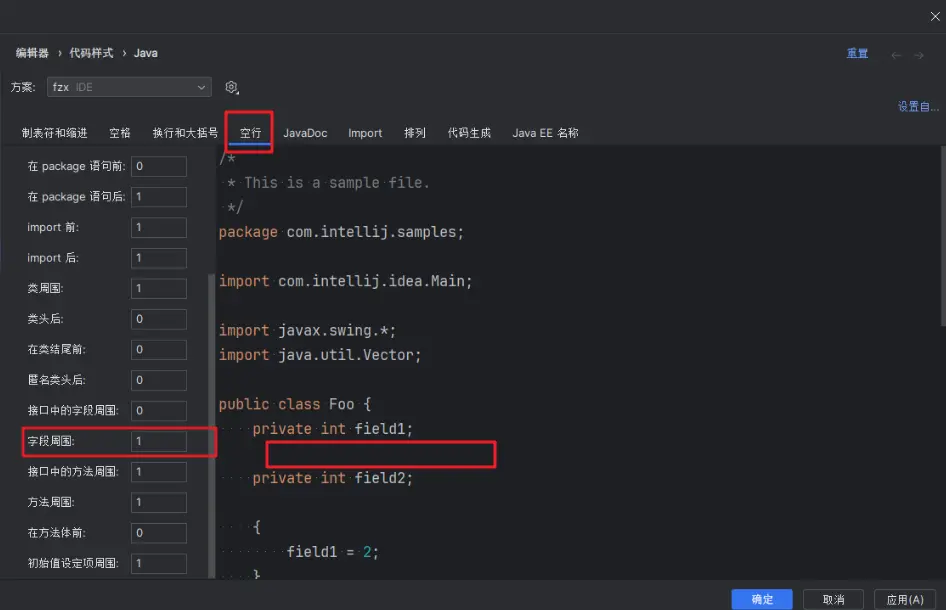 编辑器 › 代码样式 › Java
重置
方案: fzx IDE
设置自...
制表符和缩进 空格 换行和大括号 空行 JavaDoc Import 排列 代码生成 Java EE 名称
在 package 语句前: 0
在 package 语句后: 1
import 前: 1
import 后: 1
类周围: 1
类头后: 0
在类结尾前: 0
匿名类头后: 0
接口中的字段周围: 0
字段周围: 1
接口中的方法周围: 1
方法周围: 1
在方法体前: 0
初始值设定项周围: 1
/*
 * This is a sample file.
 */
package com.intellij.samples;
import com.intellij.idea.Main;
import javax.swing.*;
import java.util.Vector;
public class Foo {
    private int field1;
    private int field2;
    {
        field1 = 2;
    }
确定 取消 应用(A)